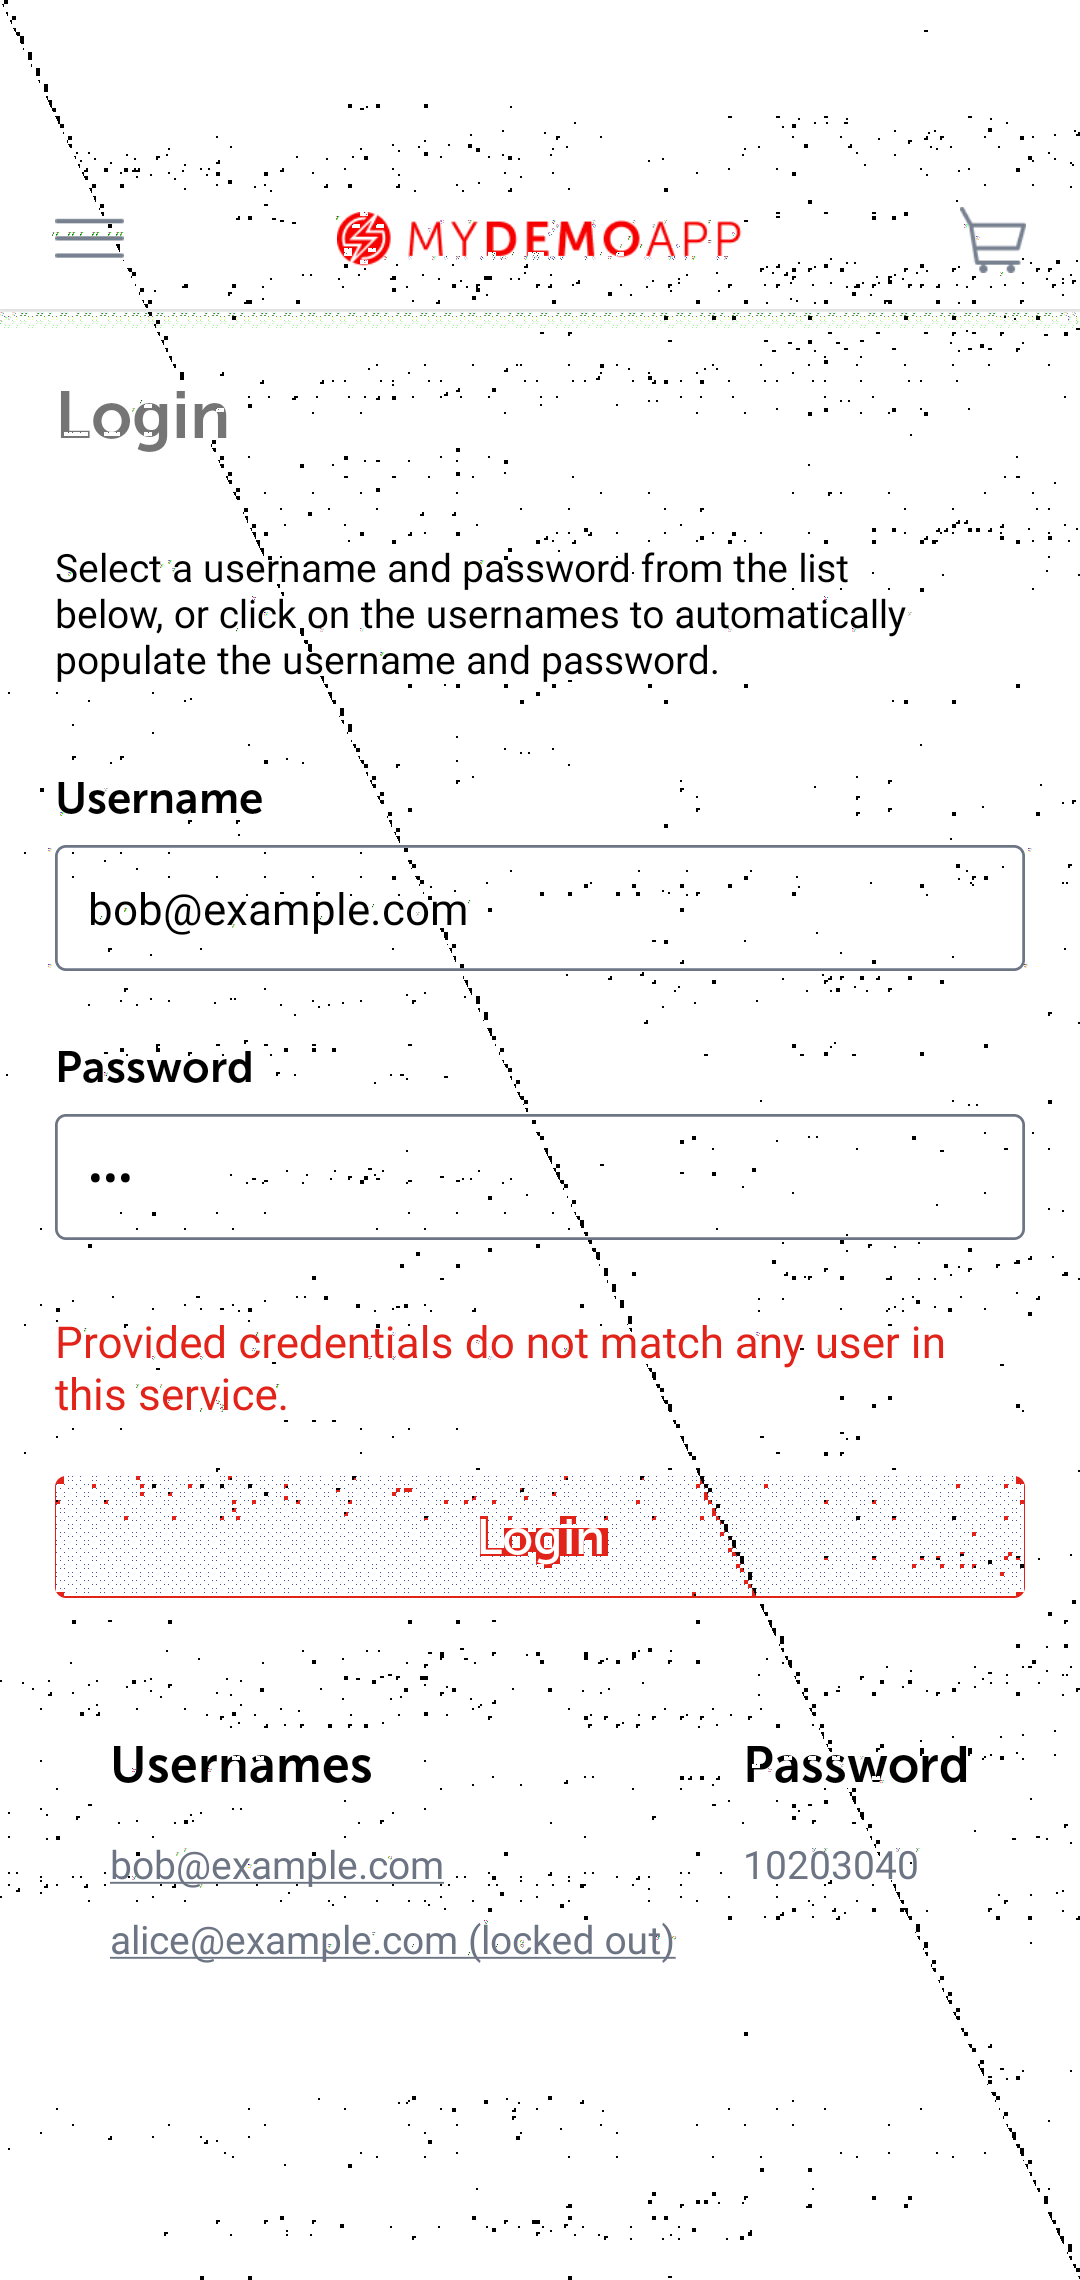 MYDEMOAPP
Login
Select a username and password from the list
below, or click on the usernames to automatically
populate the username and password.
Username
bob@example.com
Password
•••
Provided credentials do not match any user in
this service.
Login
Usernames Password
bob@example.com 10203040
alice@example.com (locked out)